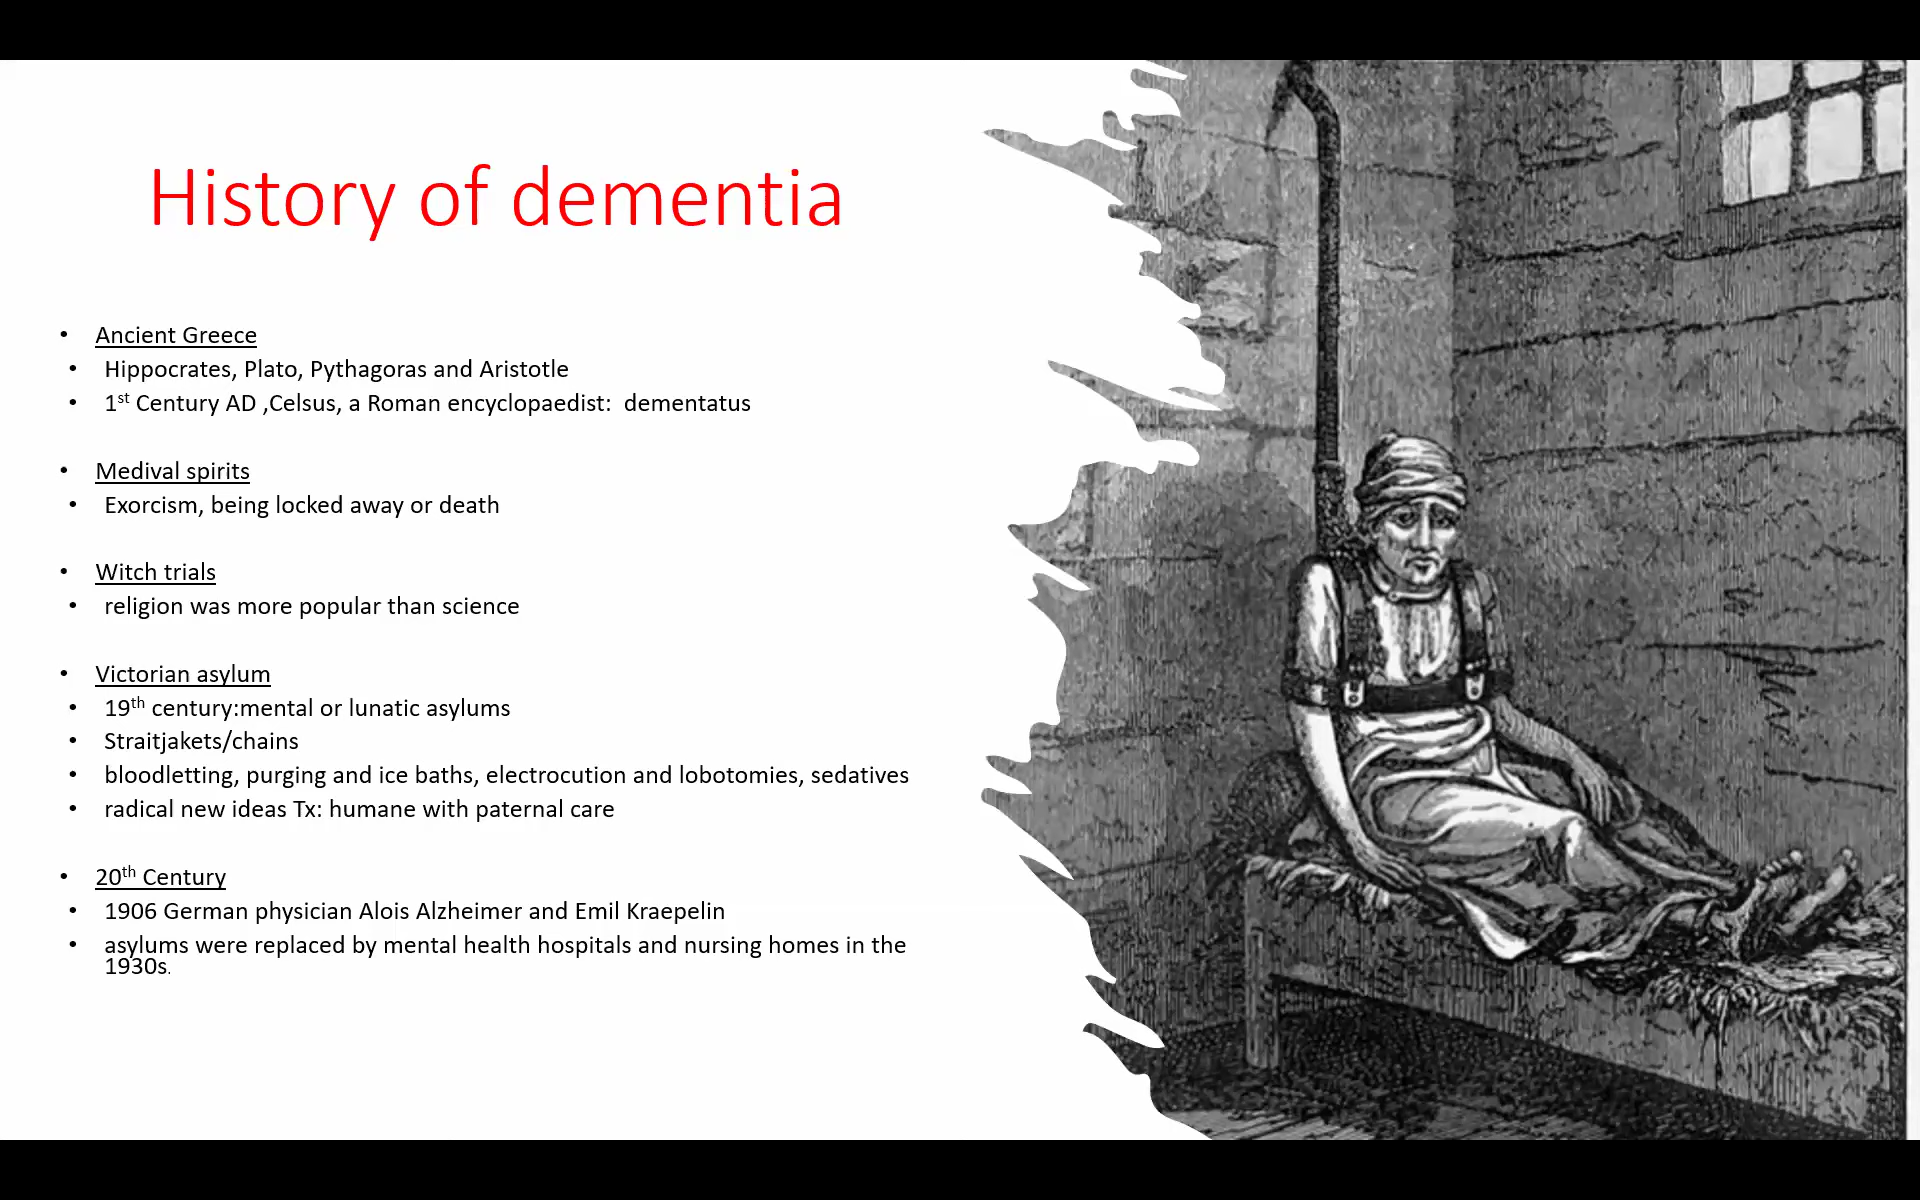 History of dementia
• Ancient Greece
• Hippocrates, Plato, Pythagoras and Aristotle
• 1st Century AD ,Celsus, a Roman encyclopaedist: dementatus
• Medival spirits
• Exorcism, being locked away or death
• Witch trials
• religion was more popular than science
• Victorian asylum
• 19th century:mental or lunatic asylums
• Straitjakets/chains
• bloodletting, purging and ice baths, electrocution and lobotomies, sedatives
• radical new ideas Tx: humane with paternal care
• 20th Century
• 1906 German physician Alois Alzheimer and Emil Kraepelin
• asylums were replaced by mental health hospitals and nursing homes in the
1930s.